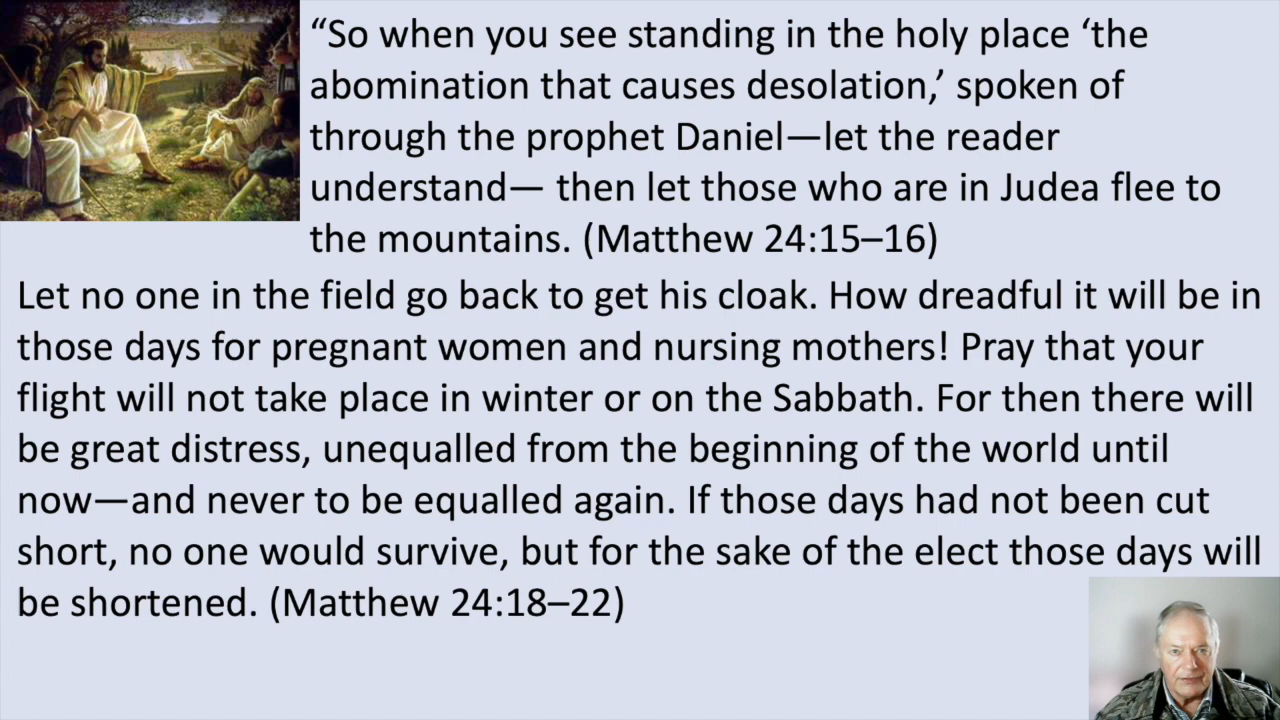 “So when you see standing in the holy place ‘the
abomination that causes desolation,’ spoken of
through the prophet Daniel—let the reader
understand— then let those who are in Judea flee to
the mountains. (Matthew 24:15–16)
Let no one in the field go back to get his cloak. How dreadful it will be in
those days for pregnant women and nursing mothers! Pray that your
flight will not take place in winter or on the Sabbath. For then there will
be great distress, unequalled from the beginning of the world until
now—and never to be equalled again. If those days had not been cut
short, no one would survive, but for the sake of the elect those days will
be shortened. (Matthew 24:18–22)